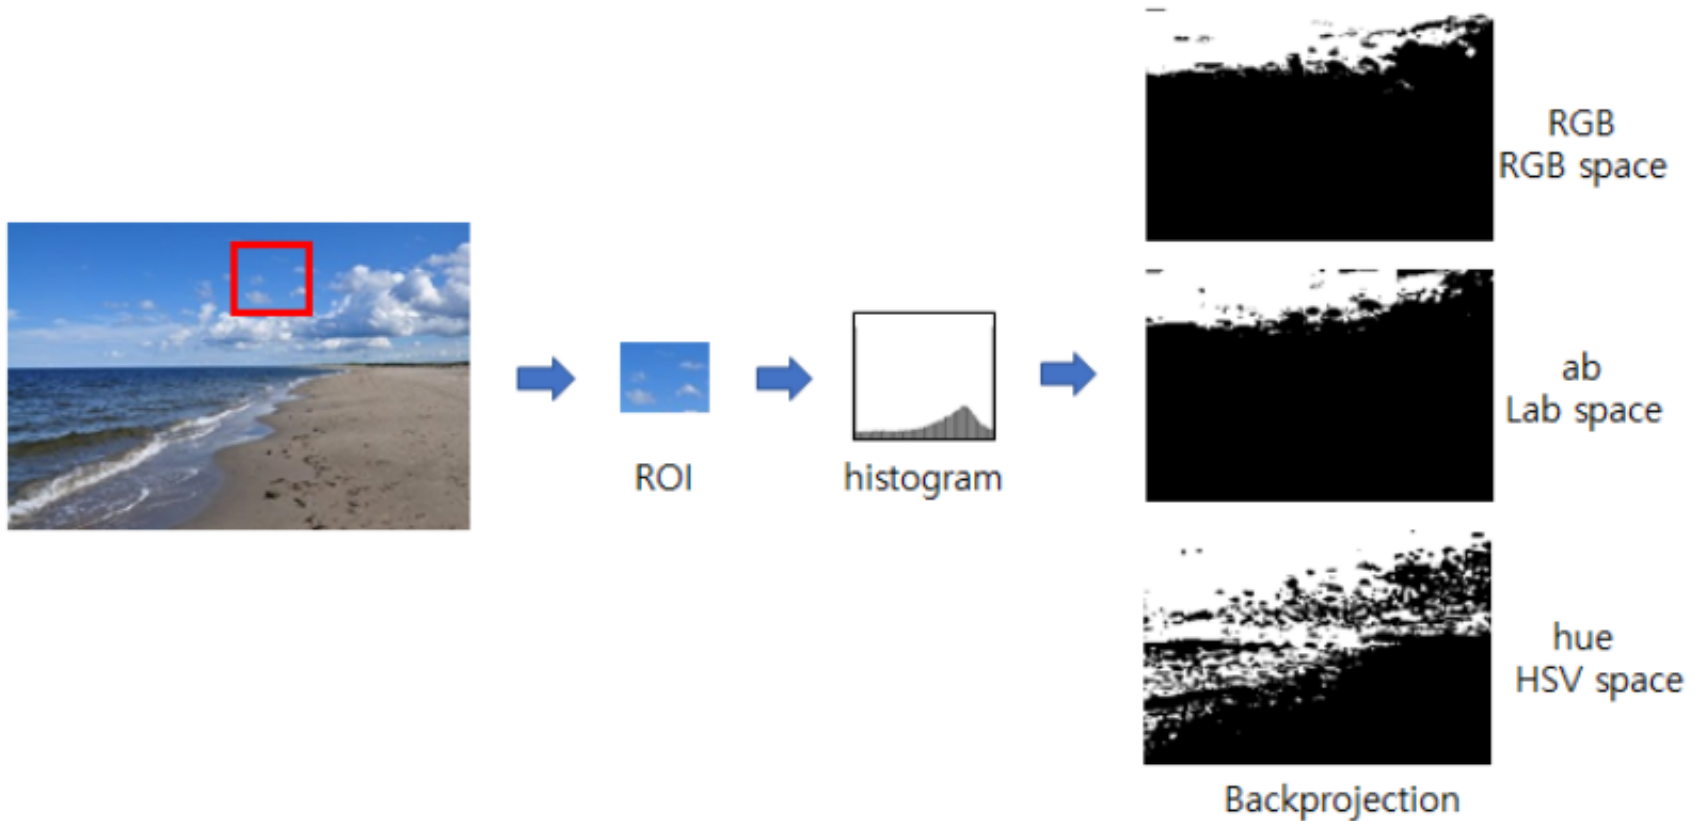 RGB
RGB space
ab
Lab space
ROI
histogram
hue
HSV space
Backprojection